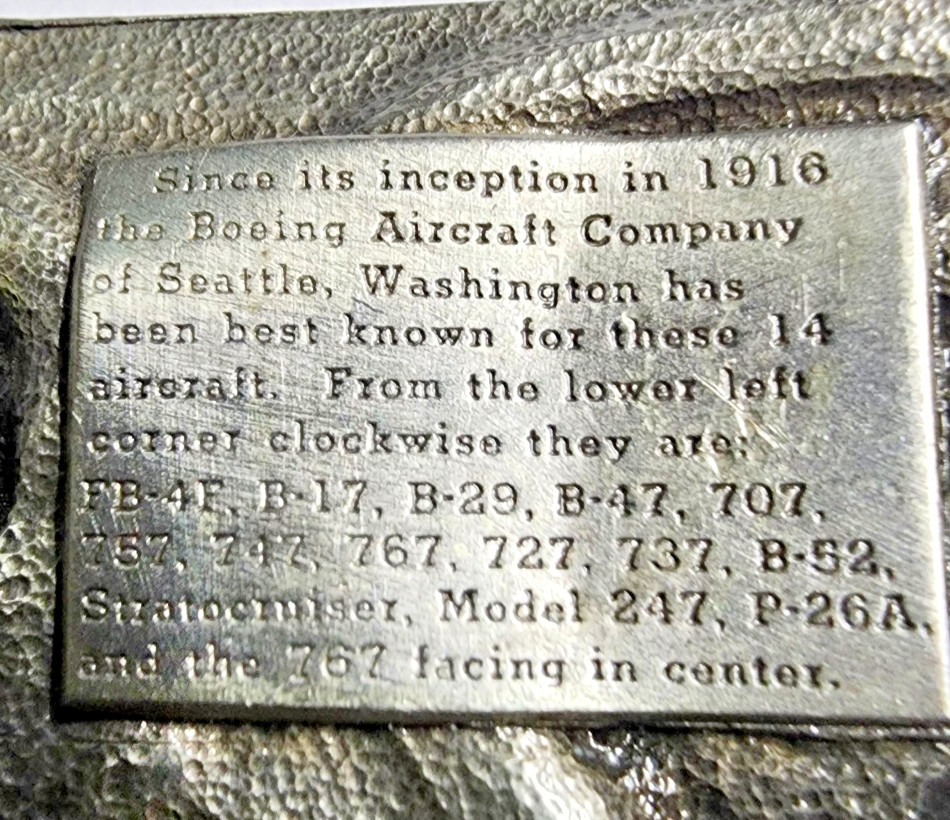 Since its inception in 1916
the Boeing Aircraft Company
of Seattle, Washington has
been best known for these 14
aircraft. From the lower left
corner clockwise they are:
FB-4F, B-17, B-29, B-47, 707,
757, 747, 767, 727, 737, B-52,
Stratocruiser, Model 247, P-26A,
and the 767 facing in center.